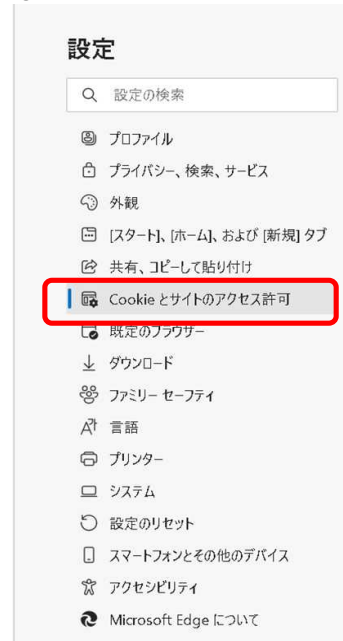 設定
設定の検索
プロファイル
プライバシー、検索、サービス
外観
[スタート]、[ホーム]、および [新規] タブ
共有、コピーして貼り付け
Cookie とサイトのアクセス許可
既定のブラウザー
ダウンロード
ファミリー セーフティ
言語
プリンター
システム
設定のリセット
スマートフォンとその他のデバイス
アクセシビリティ
Microsoft Edge について